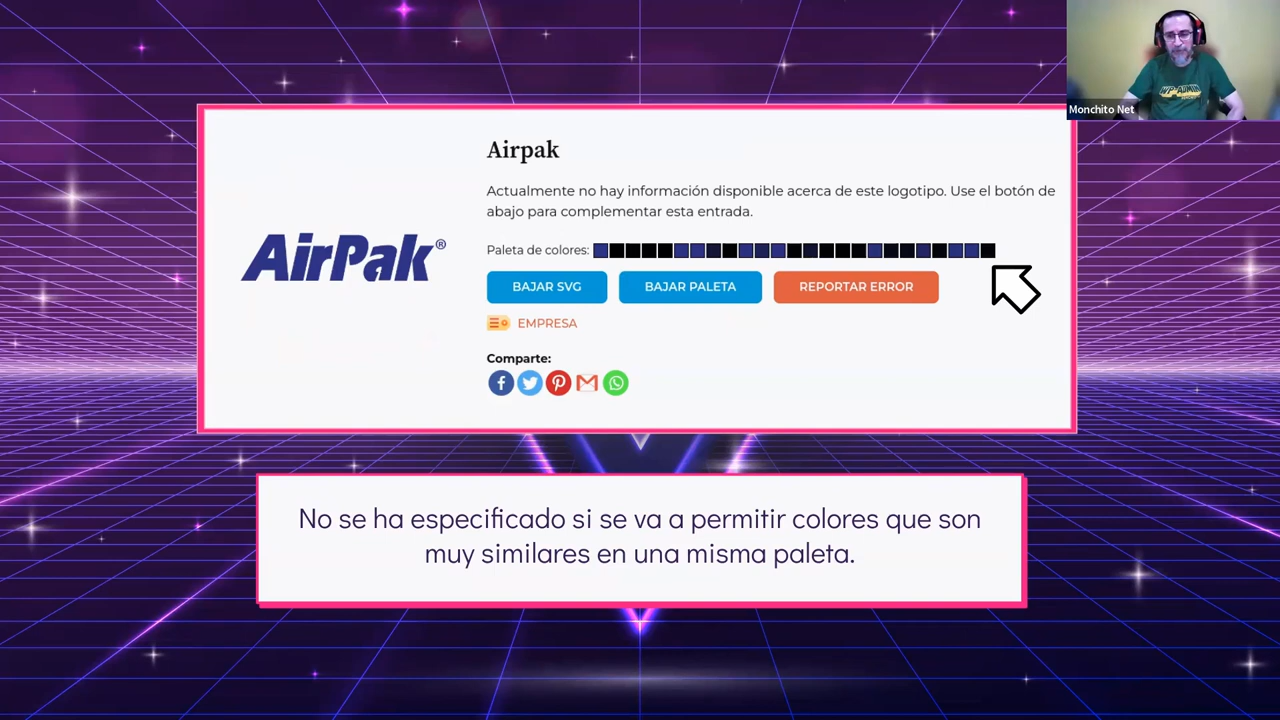 Monchito Net
WP-ADMIN
Airpak
Actualmente no hay información disponible acerca de este logotipo. Use el botón de
abajo para complementar esta entrada.
AirPak®
Paleta de colores:
BAJAR SVG
BAJAR PALETA
REPORTAR ERROR
EMPRESA
Comparte:
No se ha especificado si se va a permitir colores que son
muy similares en una misma paleta.